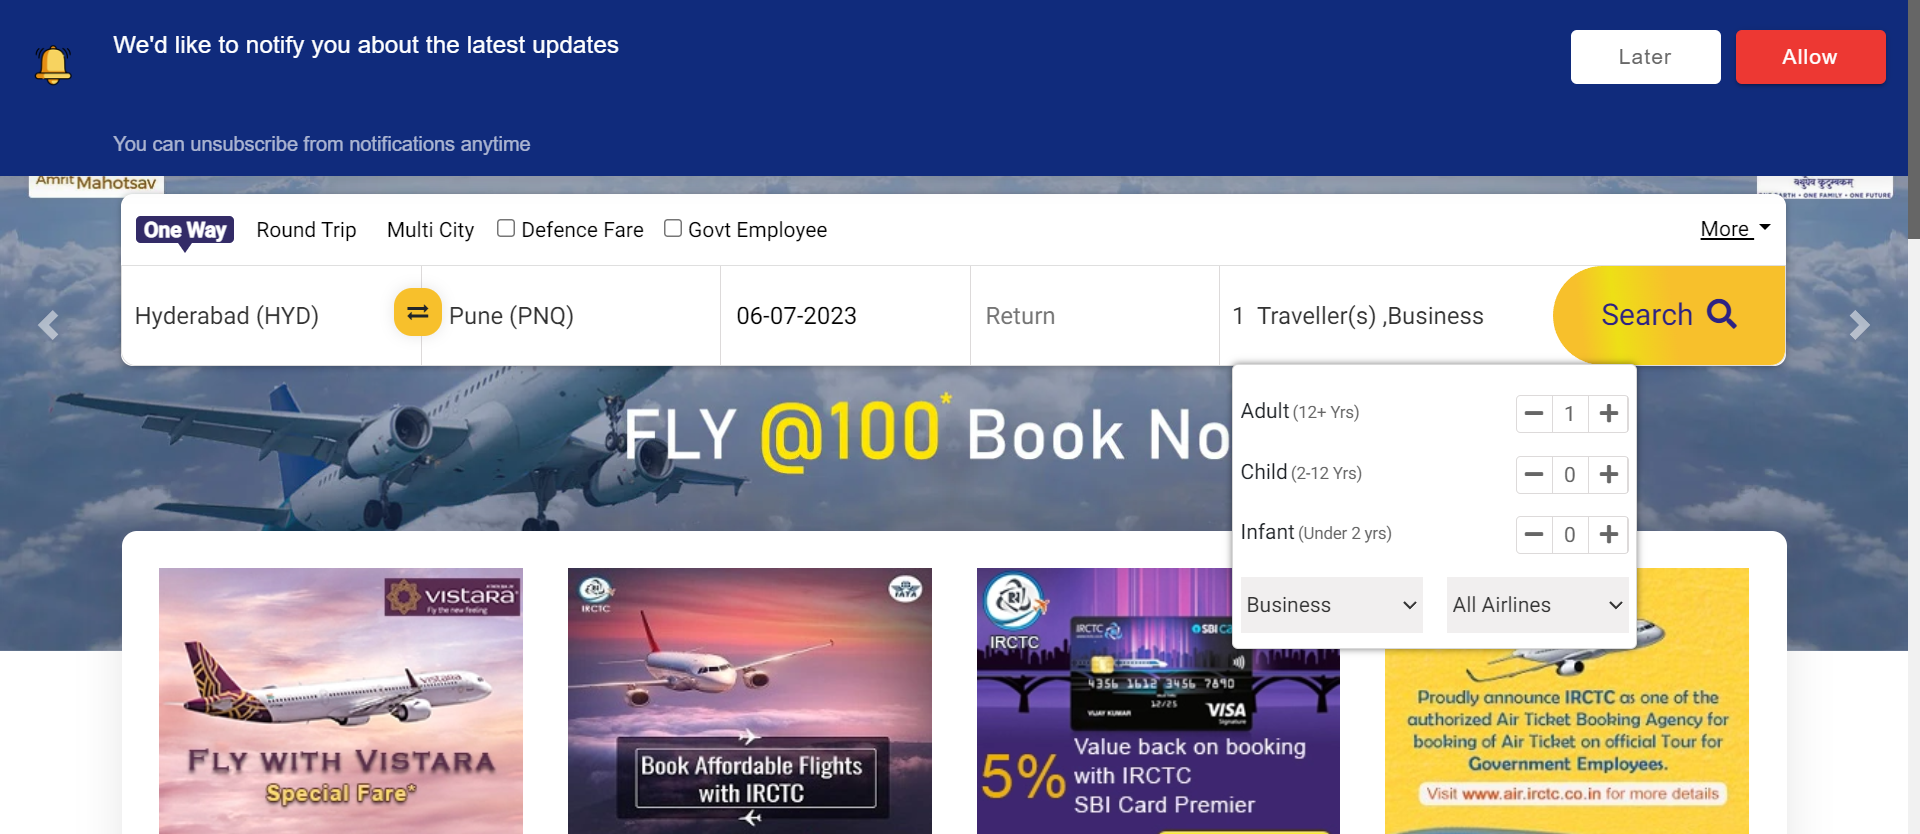 We'd like to notify you about the latest updates
Later
Allow
You can unsubscribe from notifications anytime
Amrit Mahotsav
वसुधैव कुटुम्बकम्
EARTH • ONE FAMILY • ONE FUTURE
One Way
Round Trip
Multi City
Defence Fare
Govt Employee
More
Hyderabad (HYD)
Pune (PNQ)
06-07-2023
Return
1 Traveller(s) ,Business
Search
FLY @100* Book No
Adult (12+ Yrs)
1
Child (2-12 Yrs)
0
Infant (Under 2 yrs)
0
Business
All Airlines
VISTARA
Fly the new feeling
FLY WITH VISTARA
Special Fare*
vistara
IRCTC
IATA
Book Affordable Flights
with IRCTC
IRCTC
IRCTC
SBI Ca
4356 1612 3456 7890
12/25
VIJAY KUMAR
VISA
Signature
5%
Value back on booking
with IRCTC
SBI Card Premier
Proudly announce IRCTC as one of the
authorized Air Ticket Booking Agency for
booking of Air Ticket on official Tour for
Government Employees.
Visit www.air.irctc.co.in for more details